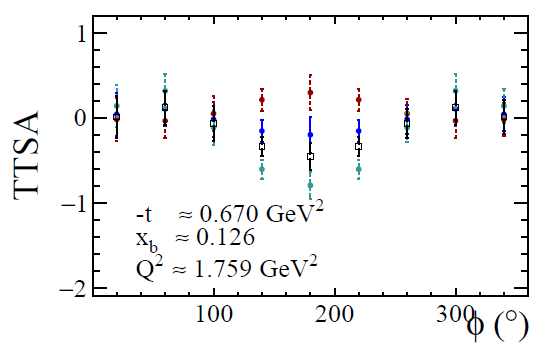 TTSA
1
0
−1
−2
-t ≈ 0.670 GeV²
x_b ≈ 0.126
Q² ≈ 1.759 GeV²
100 200 300
ϕ (°)